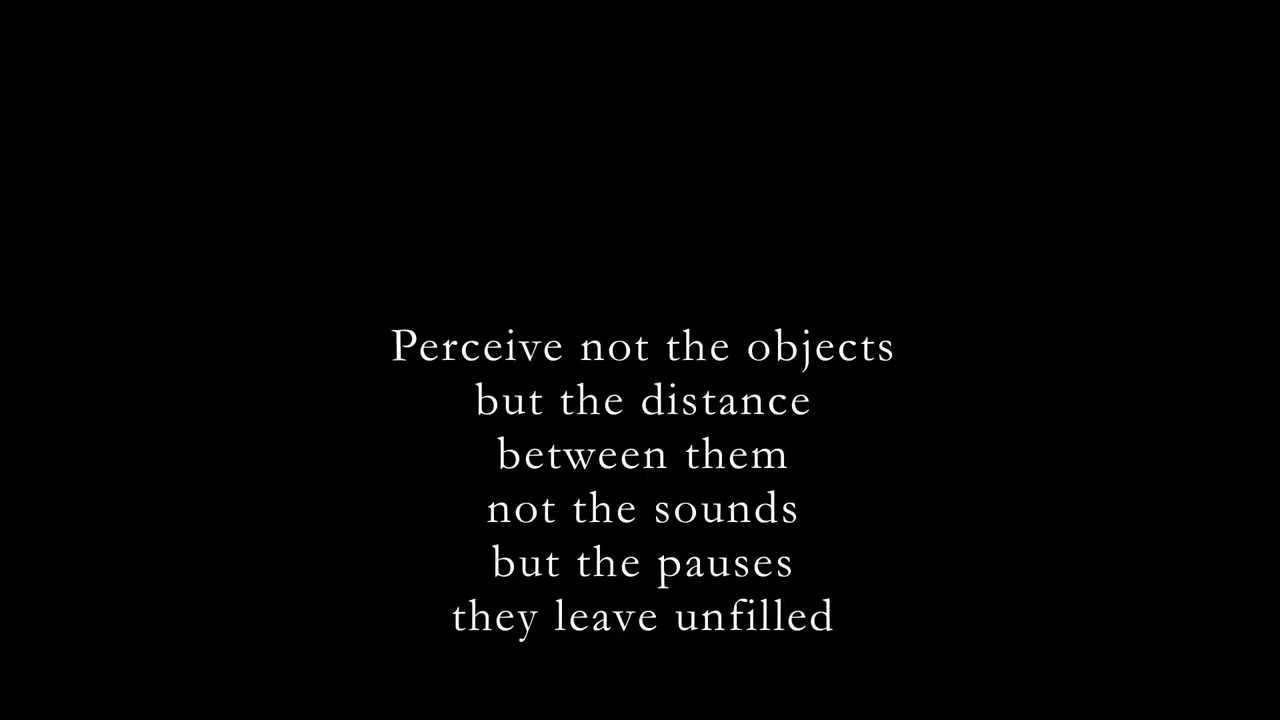 Perceive not the objects
but the distance
between them
not the sounds
but the pauses
they leave unfilled